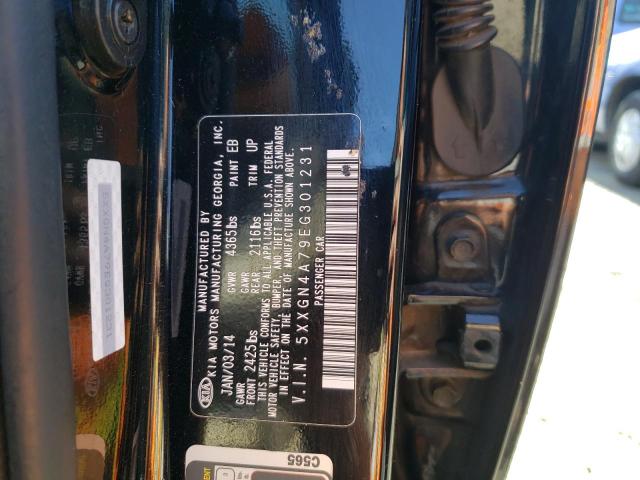 KIA
MANUFACTURED BY
KIA MOTORS MANUFACTURING GEORGIA, INC.
JAN/03/14 GVWR 4365lbs PAINT EB
GAWR FRONT 2425lbs GAWR REAR 2116lbs TRIM UP
THIS VEHICLE CONFORMS TO ALL APPLICABLE U.S.A. FEDERAL
MOTOR VEHICLE SAFETY, BUMPER, AND THEFT PREVENTION STANDARDS
IN EFFECT ON THE DATE OF MANUFACTURE SHOWN ABOVE.
V.I.N. 5XXGN4A79EG301231
PASSENGER CAR
C565